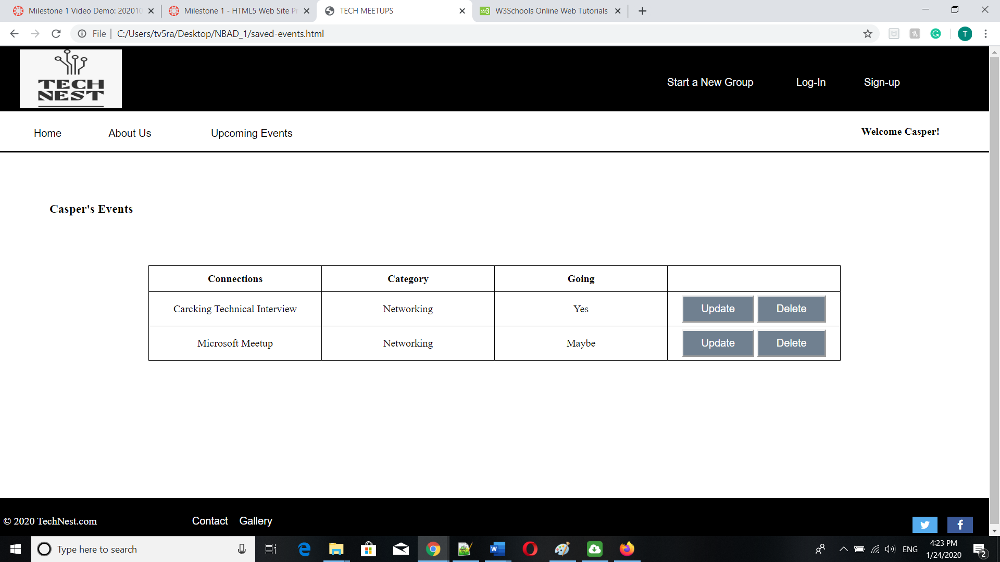 Milestone 1 Video Demo: 202010
Milestone 1 - HTML5 Web Site Pr
TECH MEETUPS
W3Schools Online Web Tutorials
File
C:/Users/tv5ra/Desktop/NBAD_1/saved-events.html
T
TECH
NEST
Start a New Group
Log-In
Sign-up
Home
About Us
Upcoming Events
Welcome Casper!
Casper's Events
Connections
Category
Going
Carcking Technical Interview
Networking
Yes
Update
Delete
Microsoft Meetup
Networking
Maybe
Update
Delete
© 2020 TechNest.com
Contact
Gallery
Type here to search
ENG
4:23 PM
1/24/2020
2